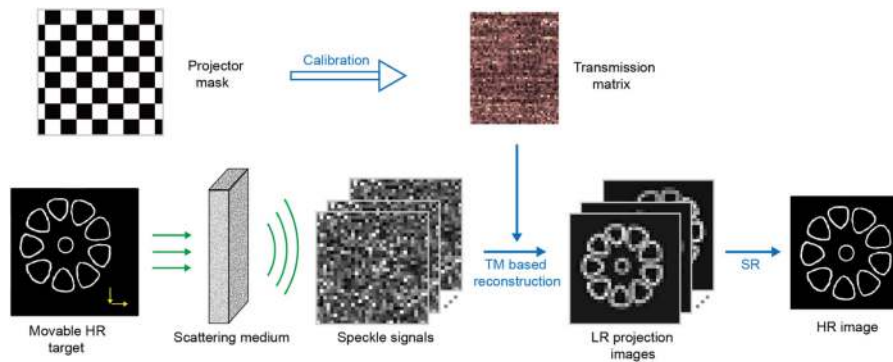 Projector
mask
Calibration
Transmission
matrix
Movable HR
target
Scattering medium
Speckle signals
TM based
reconstruction
LR projection
images
SR
HR image